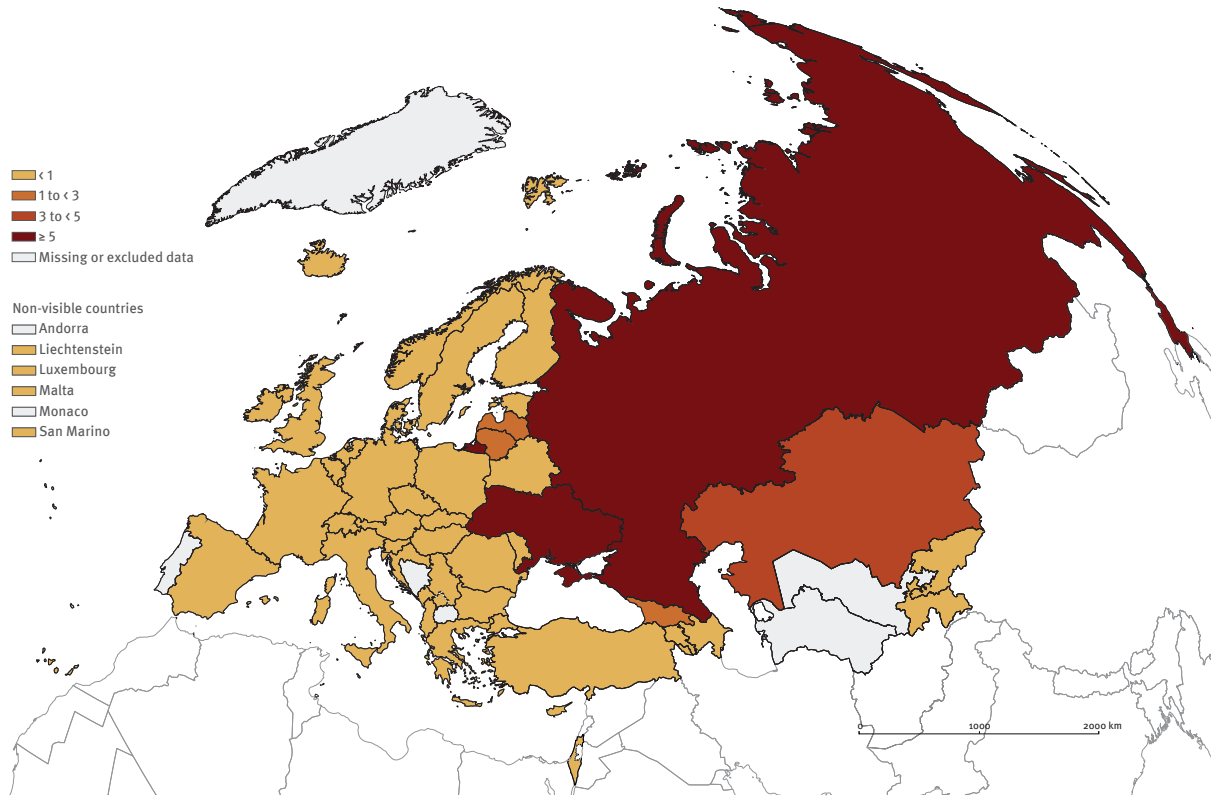 < 1
1 to < 3
3 to < 5
≥ 5
Missing or excluded data
Non-visible countries
Andorra
Liechtenstein
Luxembourg
Malta
Monaco
San Marino
0 1000 2000 km